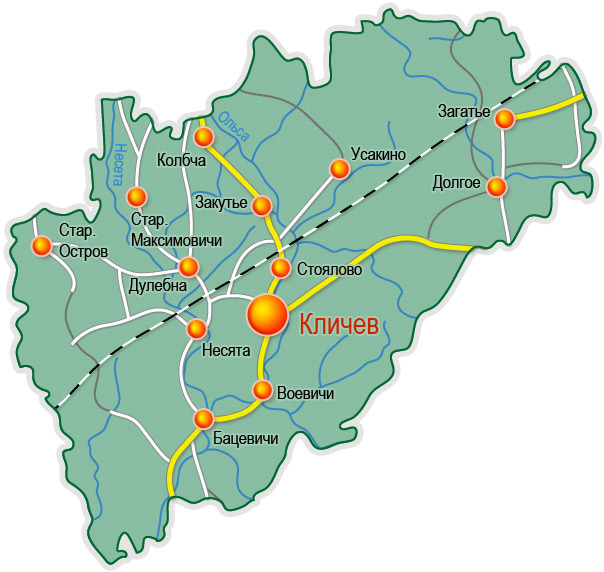 Загатье
Ольса
Колбча
Усакино
Несета
Долгое
Закутье
Стар.
Максимовичи
Стар.
Остров
Стоялово
Дулебна
Кличев
Несята
Воевичи
Бацевичи